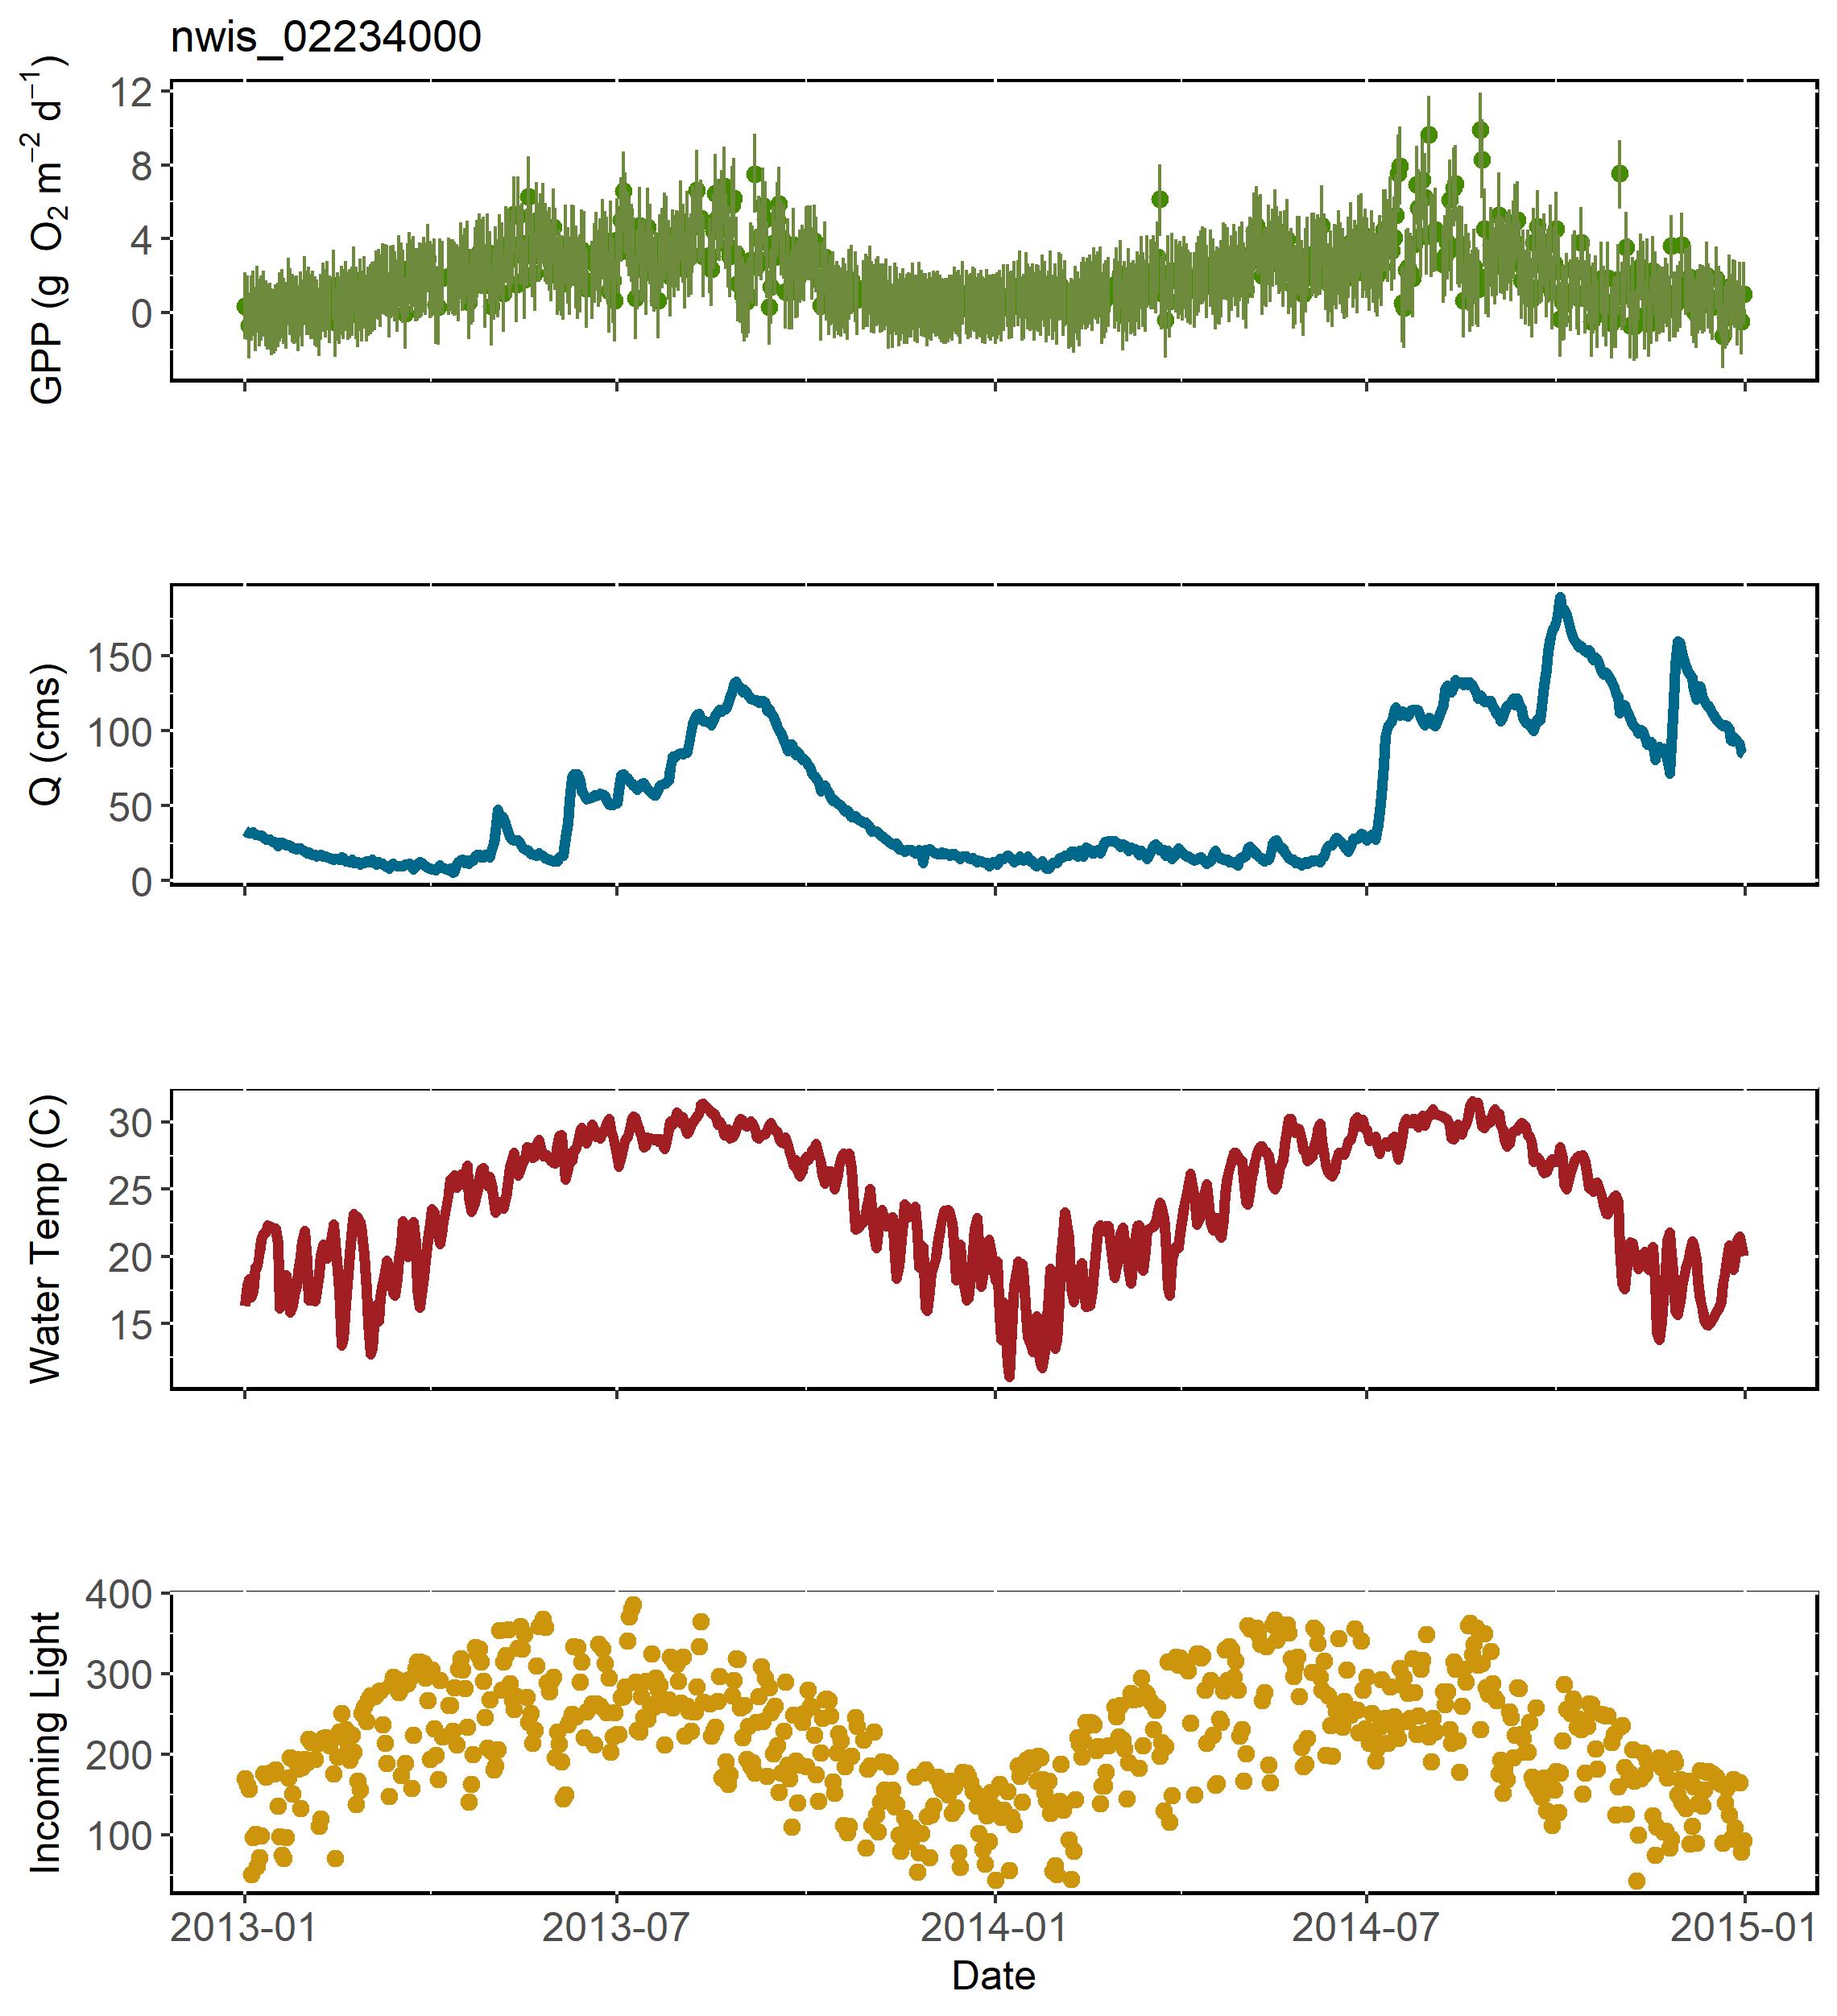 nwis_02234000
GPP (g O₂ m⁻² d⁻¹)
12
8
4
0
Q (cms)
150
100
50
0
Water Temp (C)
30
25
20
15
Incoming Light
400
300
200
100
2013-01 2013-07 2014-01 2014-07 2015-01
Date